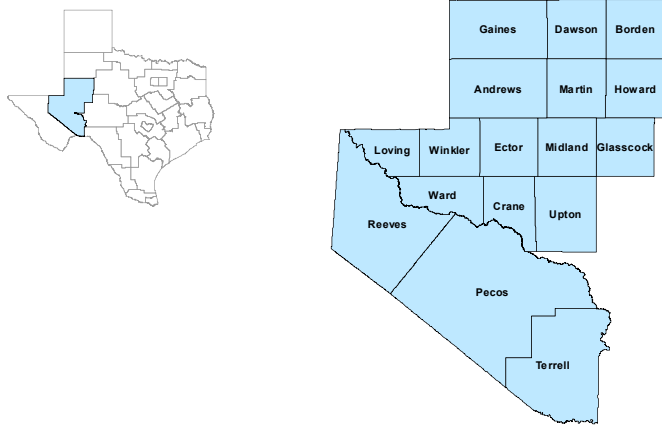 Gaines Dawson Borden
Andrews Martin Howard
Loving Winkler Ector Midland Glasscock
Ward Crane Upton
Reeves
Pecos
Terrell